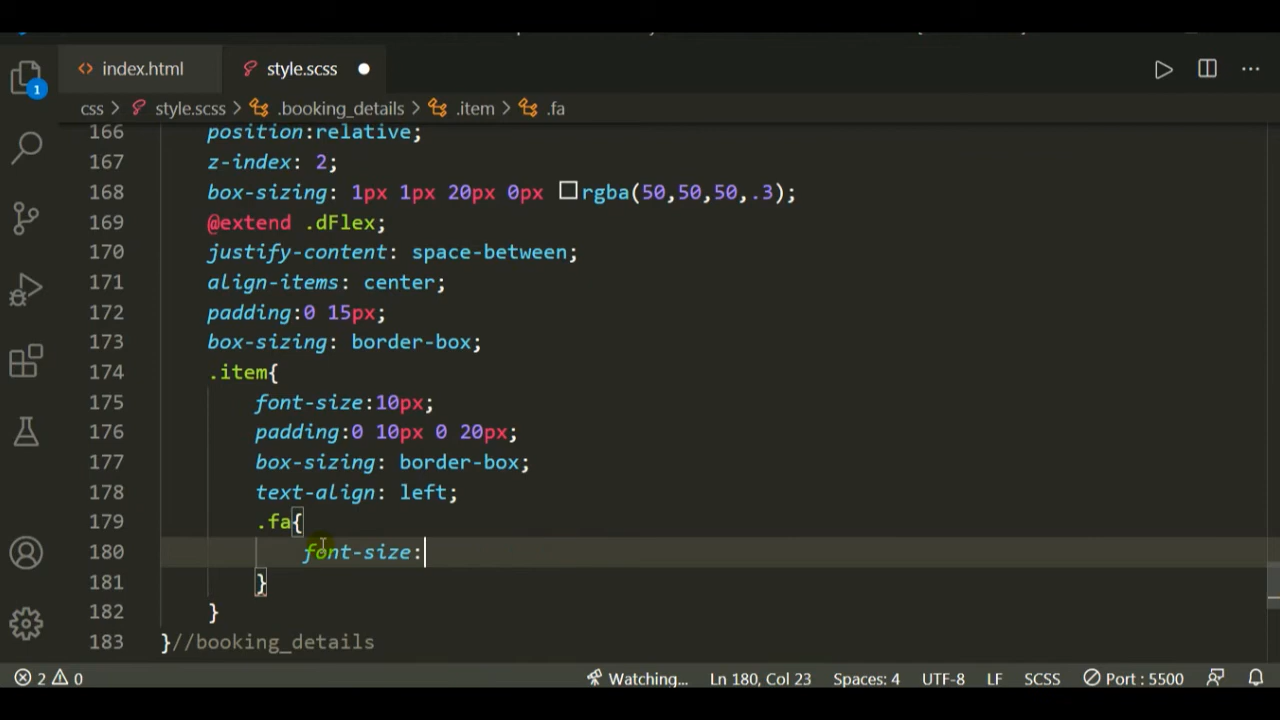 index.html
style.scss
1
css > style.scss > .booking_details > .item > .fa
166 position:relative;
167 z-index: 2;
168 box-sizing: 1px 1px 20px 0px rgba(50,50,50,.3);
169 @extend .dFlex;
170 justify-content: space-between;
171 align-items: center;
172 padding:0 15px;
173 box-sizing: border-box;
174 .item{
175 font-size:10px;
176 padding:0 10px 0 20px;
177 box-sizing: border-box;
178 text-align: left;
179 .fa{
180 font-size:
181 }
182 }
183 }//booking_details
2 0 Watching... Ln 180, Col 23 Spaces: 4 UTF-8 LF SCSS Port : 5500